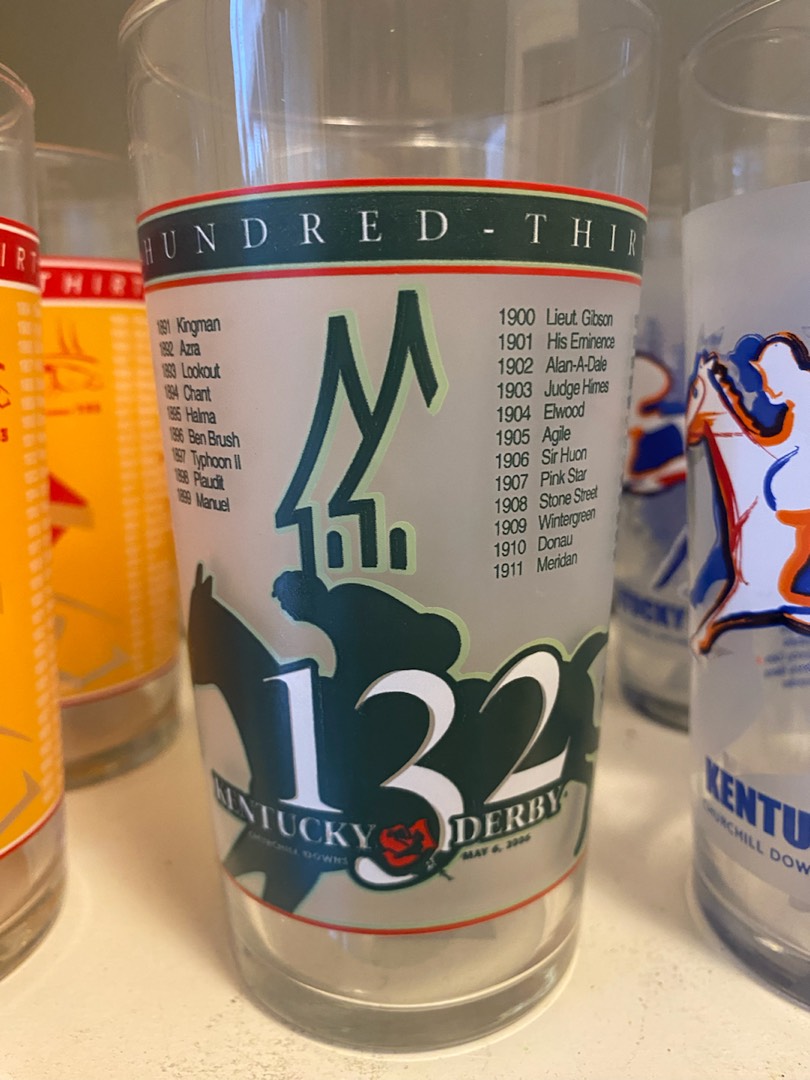 HUNDRED - THIR
1891 Kingman
1892 Azra
1893 Lookout
1894 Chant
1895 Halma
1896 Ben Brush
1897 Typhoon II
1898 Plaudit
1899 Manuel
1900 Lieut. Gibson
1901 His Eminence
1902 Alan-A-Dale
1903 Judge Himes
1904 Elwood
1905 Agile
1906 Sir Huon
1907 Pink Star
1908 Stone Street
1909 Wintergreen
1910 Donau
1911 Meridan
132
KENTUCKY DERBY
CHURCHILL DOWNS MAY 6, 2006
THIRT
KENTU
CHURCHILL DOW